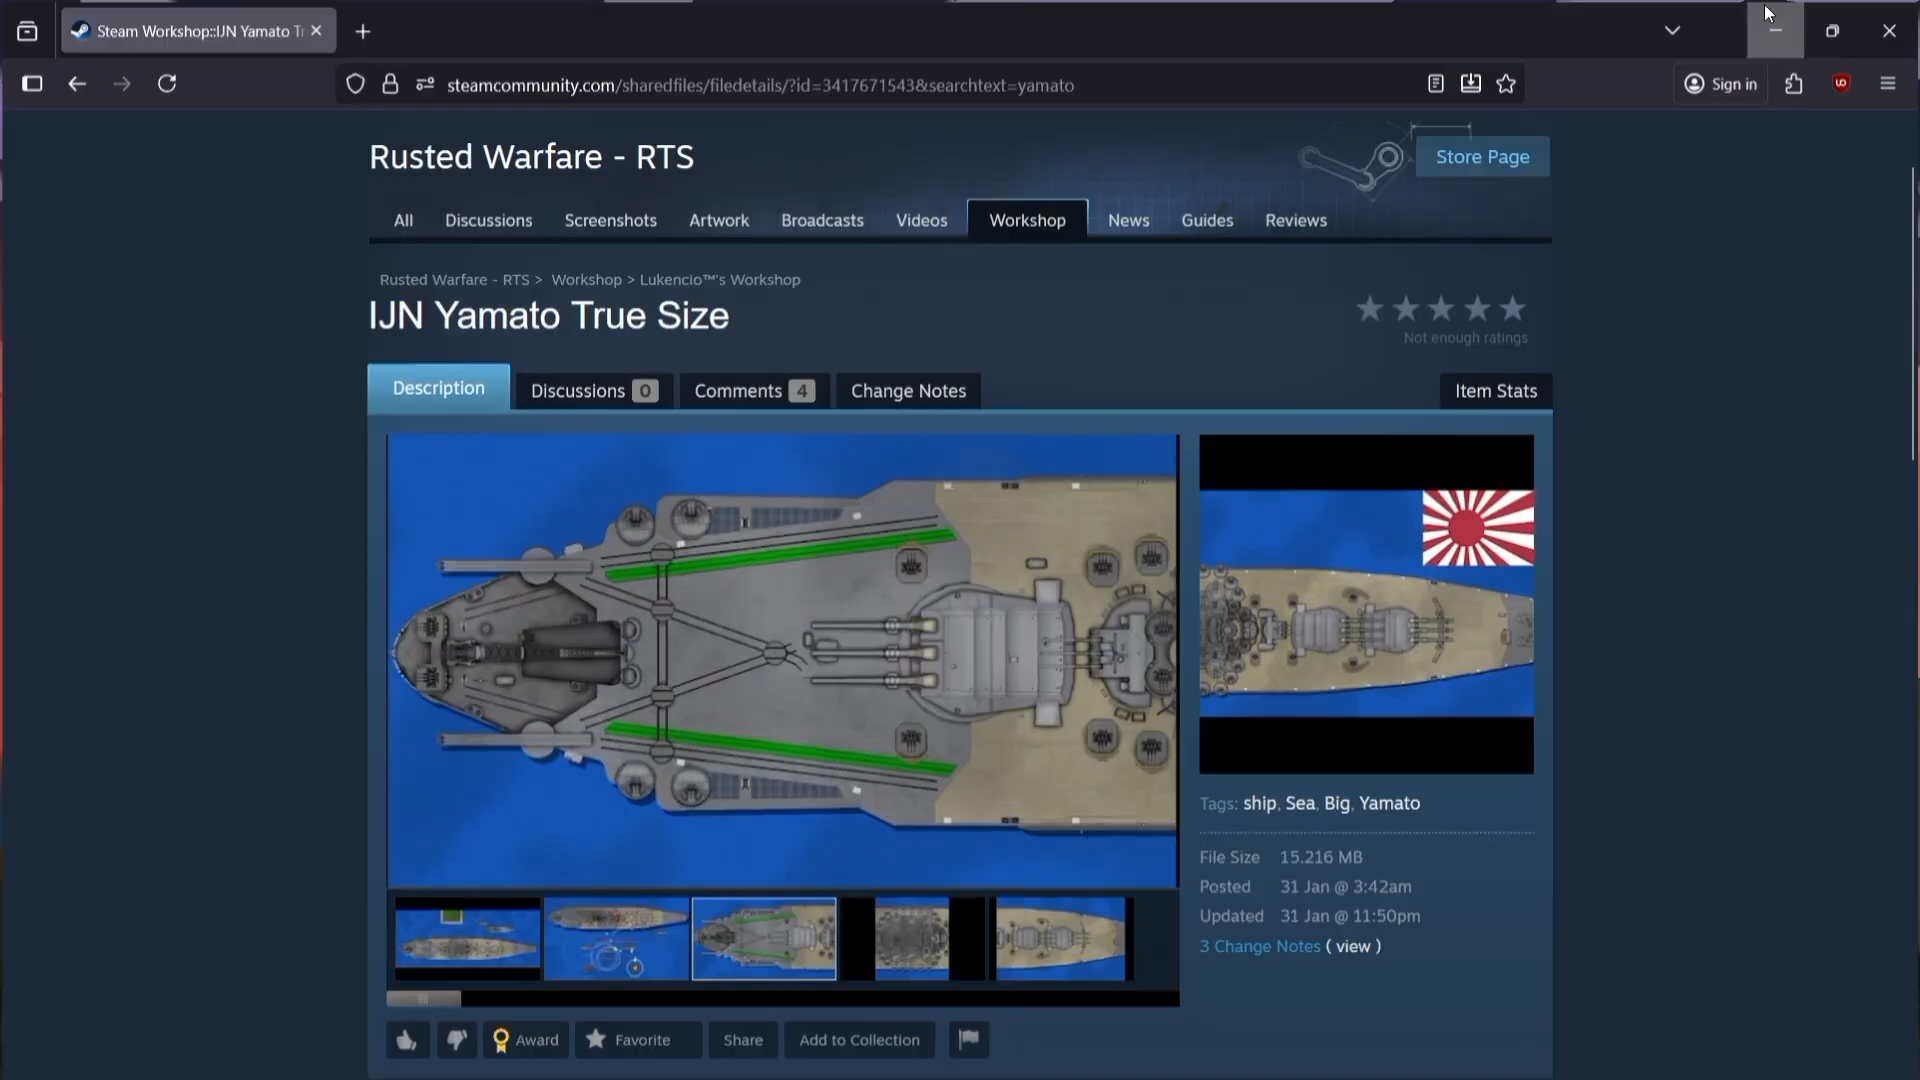 Steam Workshop::IJN Yamato Tr
steamcommunity.com/sharedfiles/filedetails/?id=3417671543&searchtext=yamato
Sign in
Rusted Warfare - RTS
Store Page
All
Discussions
Screenshots
Artwork
Broadcasts
Videos
Workshop
News
Guides
Reviews
Rusted Warfare - RTS > Workshop > Lukencio™'s Workshop
IJN Yamato True Size
Not enough ratings
Description
Discussions 0
Comments 4
Change Notes
Item Stats
Tags: ship, Sea, Big, Yamato
File Size 15.216 MB
Posted 31 Jan @ 3:42am
Updated 31 Jan @ 11:50pm
3 Change Notes ( view )
Award
Favorite
Share
Add to Collection